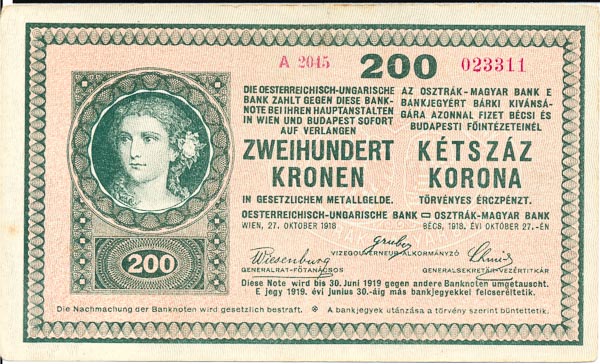 A 2045 200 023311
DIE OESTERREICHISCH-UNGARISCHE
BANK ZAHLT GEGEN DIESE BANK-
NOTE BEI IHREN HAUPTANSTALTEN
IN WIEN UND BUDAPEST SOFORT
AUF VERLANGEN
ZWEIHUNDERT
KRONEN
IN GESETZLICHEM METALLGELDE.
AZ OSZTRÁK-MAGYAR BANK E
BANKJEGYÉRT BÁRKI KIVÁNSÁ-
GÁRA AZONNAL FIZET BÉCSI ÉS
BUDAPESTI FŐINTÉZETEINÉL
KÉTSZÁZ
KORONA
TÖRVÉNYES ÉRCZPÉNZT.
OESTERREICHISCH-UNGARISCHE BANK OSZTRÁK-MAGYAR BANK
WIEN, 27. OKTOBER 1918 BÉCS, 1918. ÉVI OKTÓBER 27.-ÉN
Gruber
VIZEGOUVERNEUR-ALKORMÁNYZÓ
Wiesenburg
GENERALRAT-FŐTANÁCSOS
GENERALSEKRETÄR-VEZÉRTITKÁR
200
Diese Note wird bis 30. Juni 1919 gegen andere Banknoten umgetauscht.
E jegy 1919. évi junius 30.-áig más bankjegyekkel felcseréltetik.
Die Nachmachung der Banknoten wird gesetzlich bestraft. A bankjegyek utánzása a törvény szerint büntettetik.